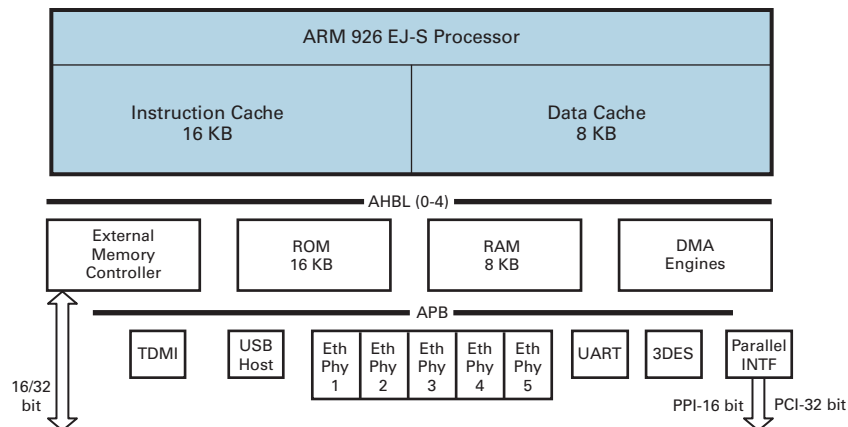 ARM 926 EJ-S Processor
Instruction Cache
16 KB
Data Cache
8 KB
AHBL (0-4)
External
Memory
Controller
ROM
16 KB
RAM
8 KB
DMA
Engines
APB
TDMI
USB
Host
Eth
Phy
1
Eth
Phy
2
Eth
Phy
3
Eth
Phy
4
Eth
Phy
5
UART
3DES
Parallel
INTF
16/32
bit
PPI-16 bit
PCI-32 bit